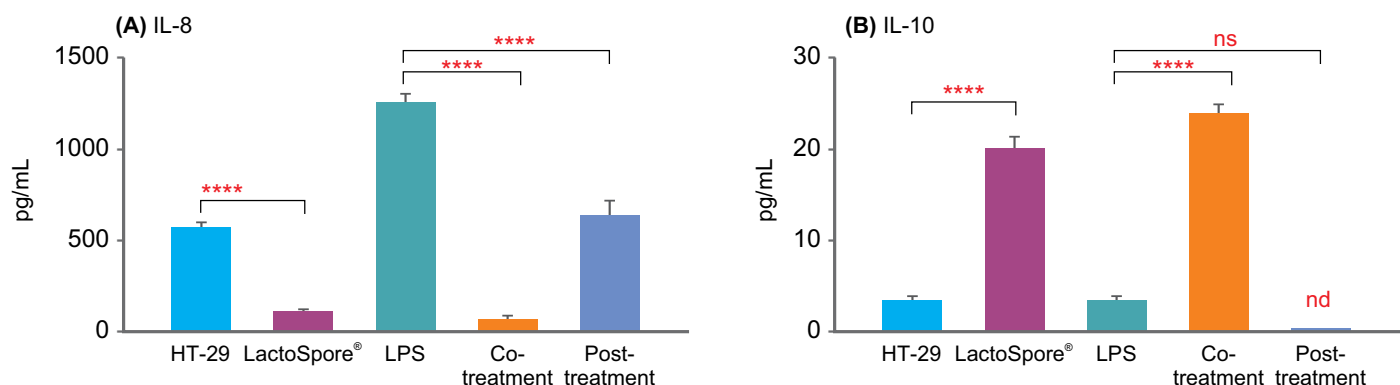 (A) IL-8
pg/mL
1500
1000
500
0
****
****
****
HT-29
LactoSpore®
LPS
Co-
treatment
Post-
treatment
(B) IL-10
pg/mL
30
20
10
0
****
ns
****
nd
HT-29
LactoSpore®
LPS
Co-
treatment
Post-
treatment